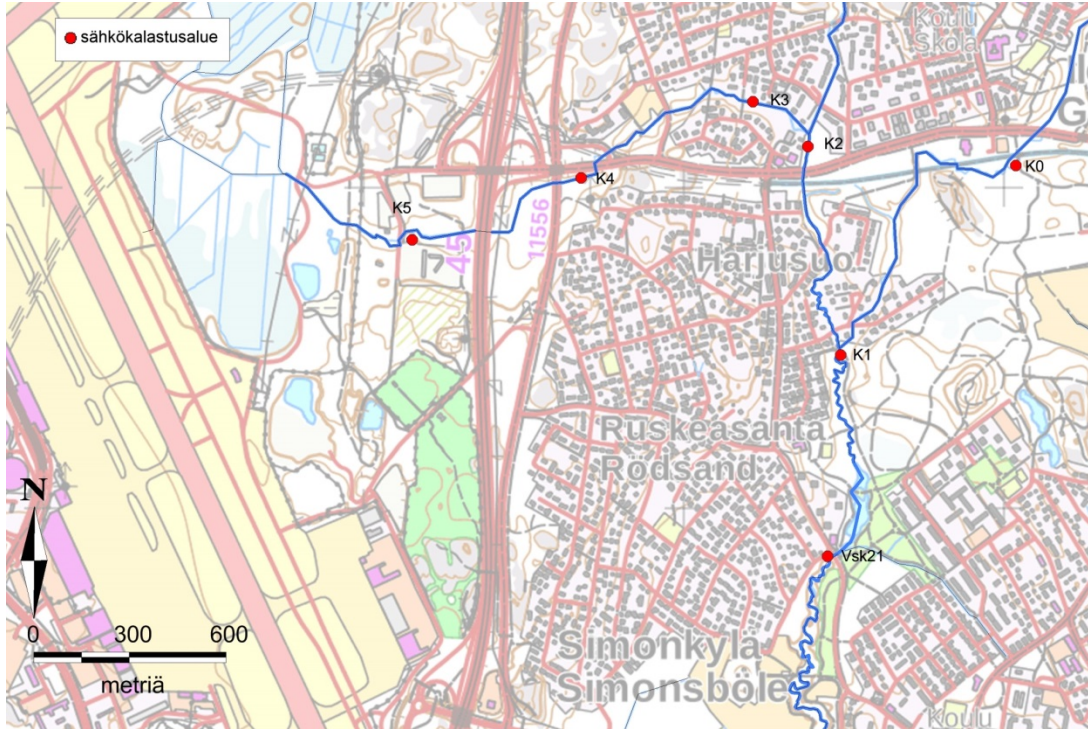 sähkökalastusalue
Koulu
Skola
K3
K2
K0
K4
K5
45
11556
Harjusuo
K1
Ruskeasanta
Rödsand
Vsk21
N
0 300 600
metriä
Simonkylä
Simonsböle
Koulu